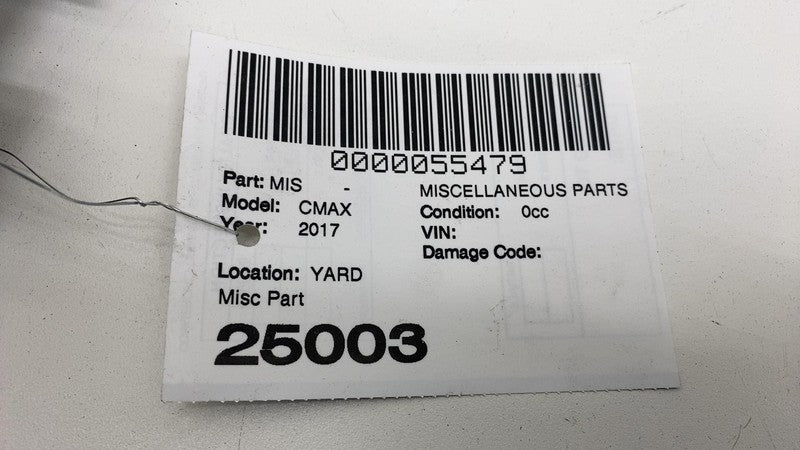 0000055479
Part: MIS - MISCELLANEOUS PARTS
Model: CMAX Condition: 0cc
Year: 2017 VIN:
Damage Code:
Location: YARD
Misc Part
25003